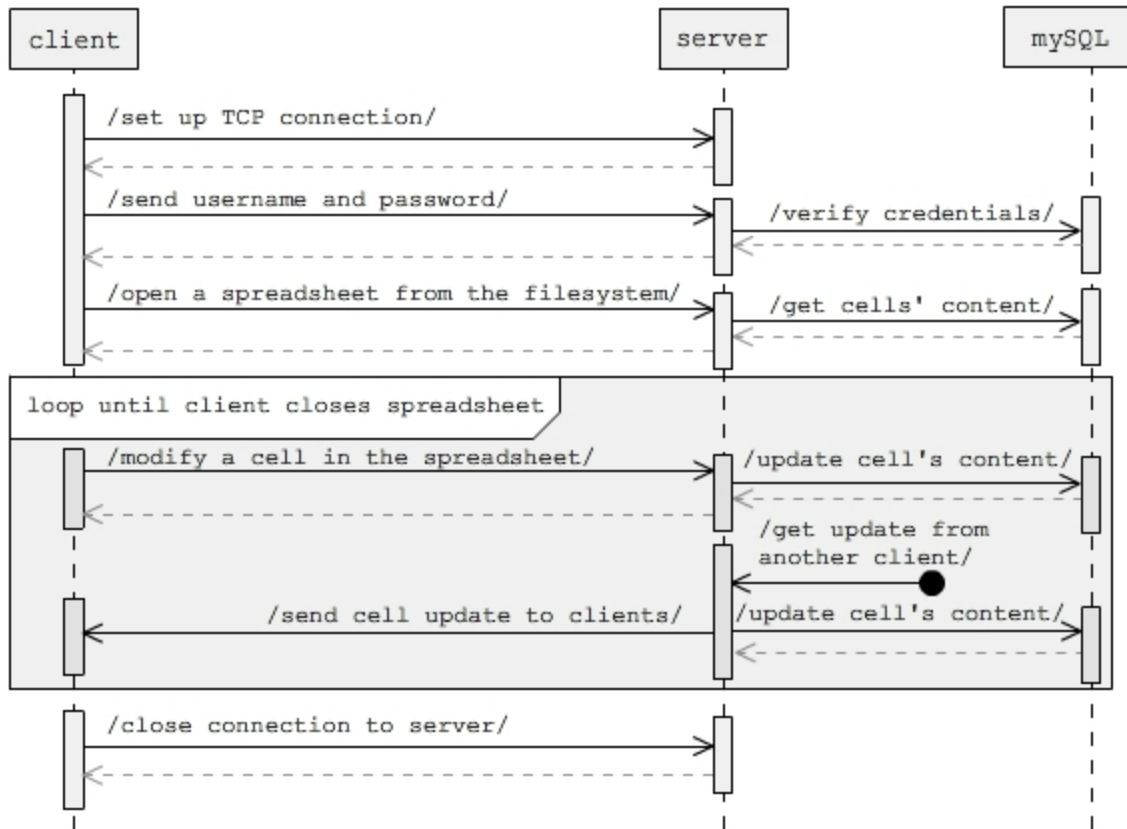 client
server
mySQL
/set up TCP connection/
/send username and password/
/verify credentials/
/open a spreadsheet from the filesystem/
/get cells' content/
loop until client closes spreadsheet
/modify a cell in the spreadsheet/
/update cell's content/
/get update from
another client/
/send cell update to clients/
/update cell's content/
/close connection to server/